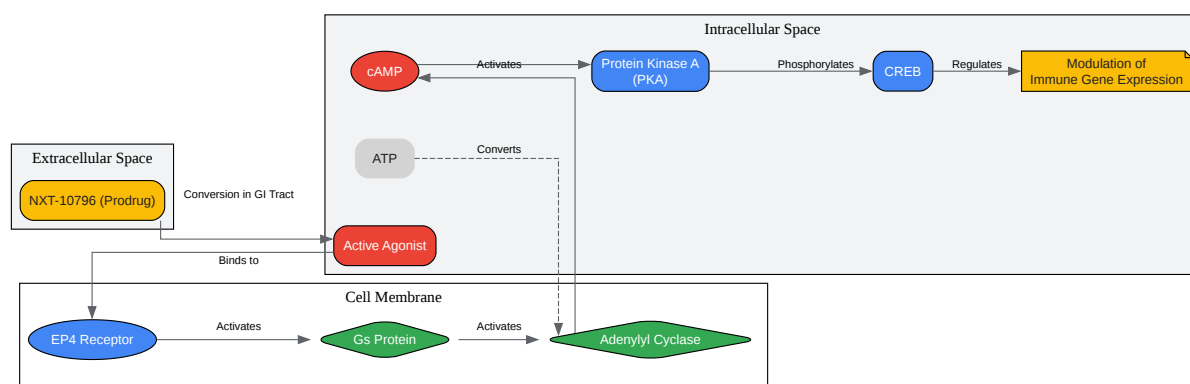 Intracellular Space
cAMP
Activates
Protein Kinase A
(PKA)
Phosphorylates
CREB
Regulates
Modulation of
Immune Gene Expression
ATP
Converts
Extracellular Space
NXT-10796 (Prodrug)
Conversion in GI Tract
Active Agonist
Binds to
Cell Membrane
EP4 Receptor
Activates
Gs Protein
Activates
Adenylyl Cyclase